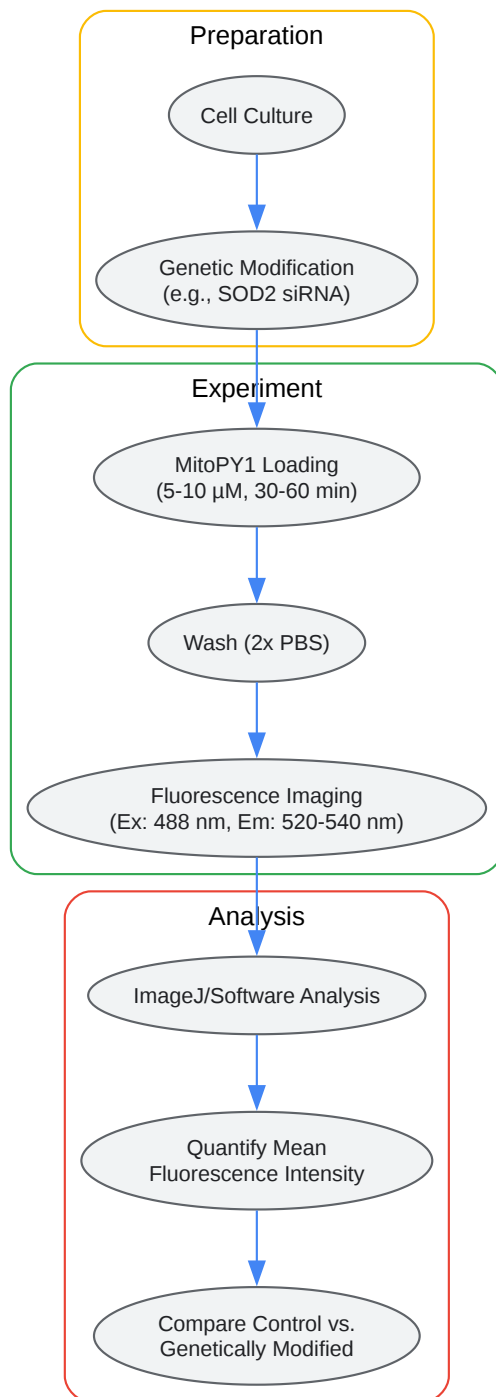 Preparation
Cell Culture
Genetic Modification
(e.g., SOD2 siRNA)
Experiment
MitoPY1 Loading
(5-10 µM, 30-60 min)
Wash (2x PBS)
Fluorescence Imaging
(Ex: 488 nm, Em: 520-540 nm)
Analysis
ImageJ/Software Analysis
Quantify Mean
Fluorescence Intensity
Compare Control vs.
Genetically Modified